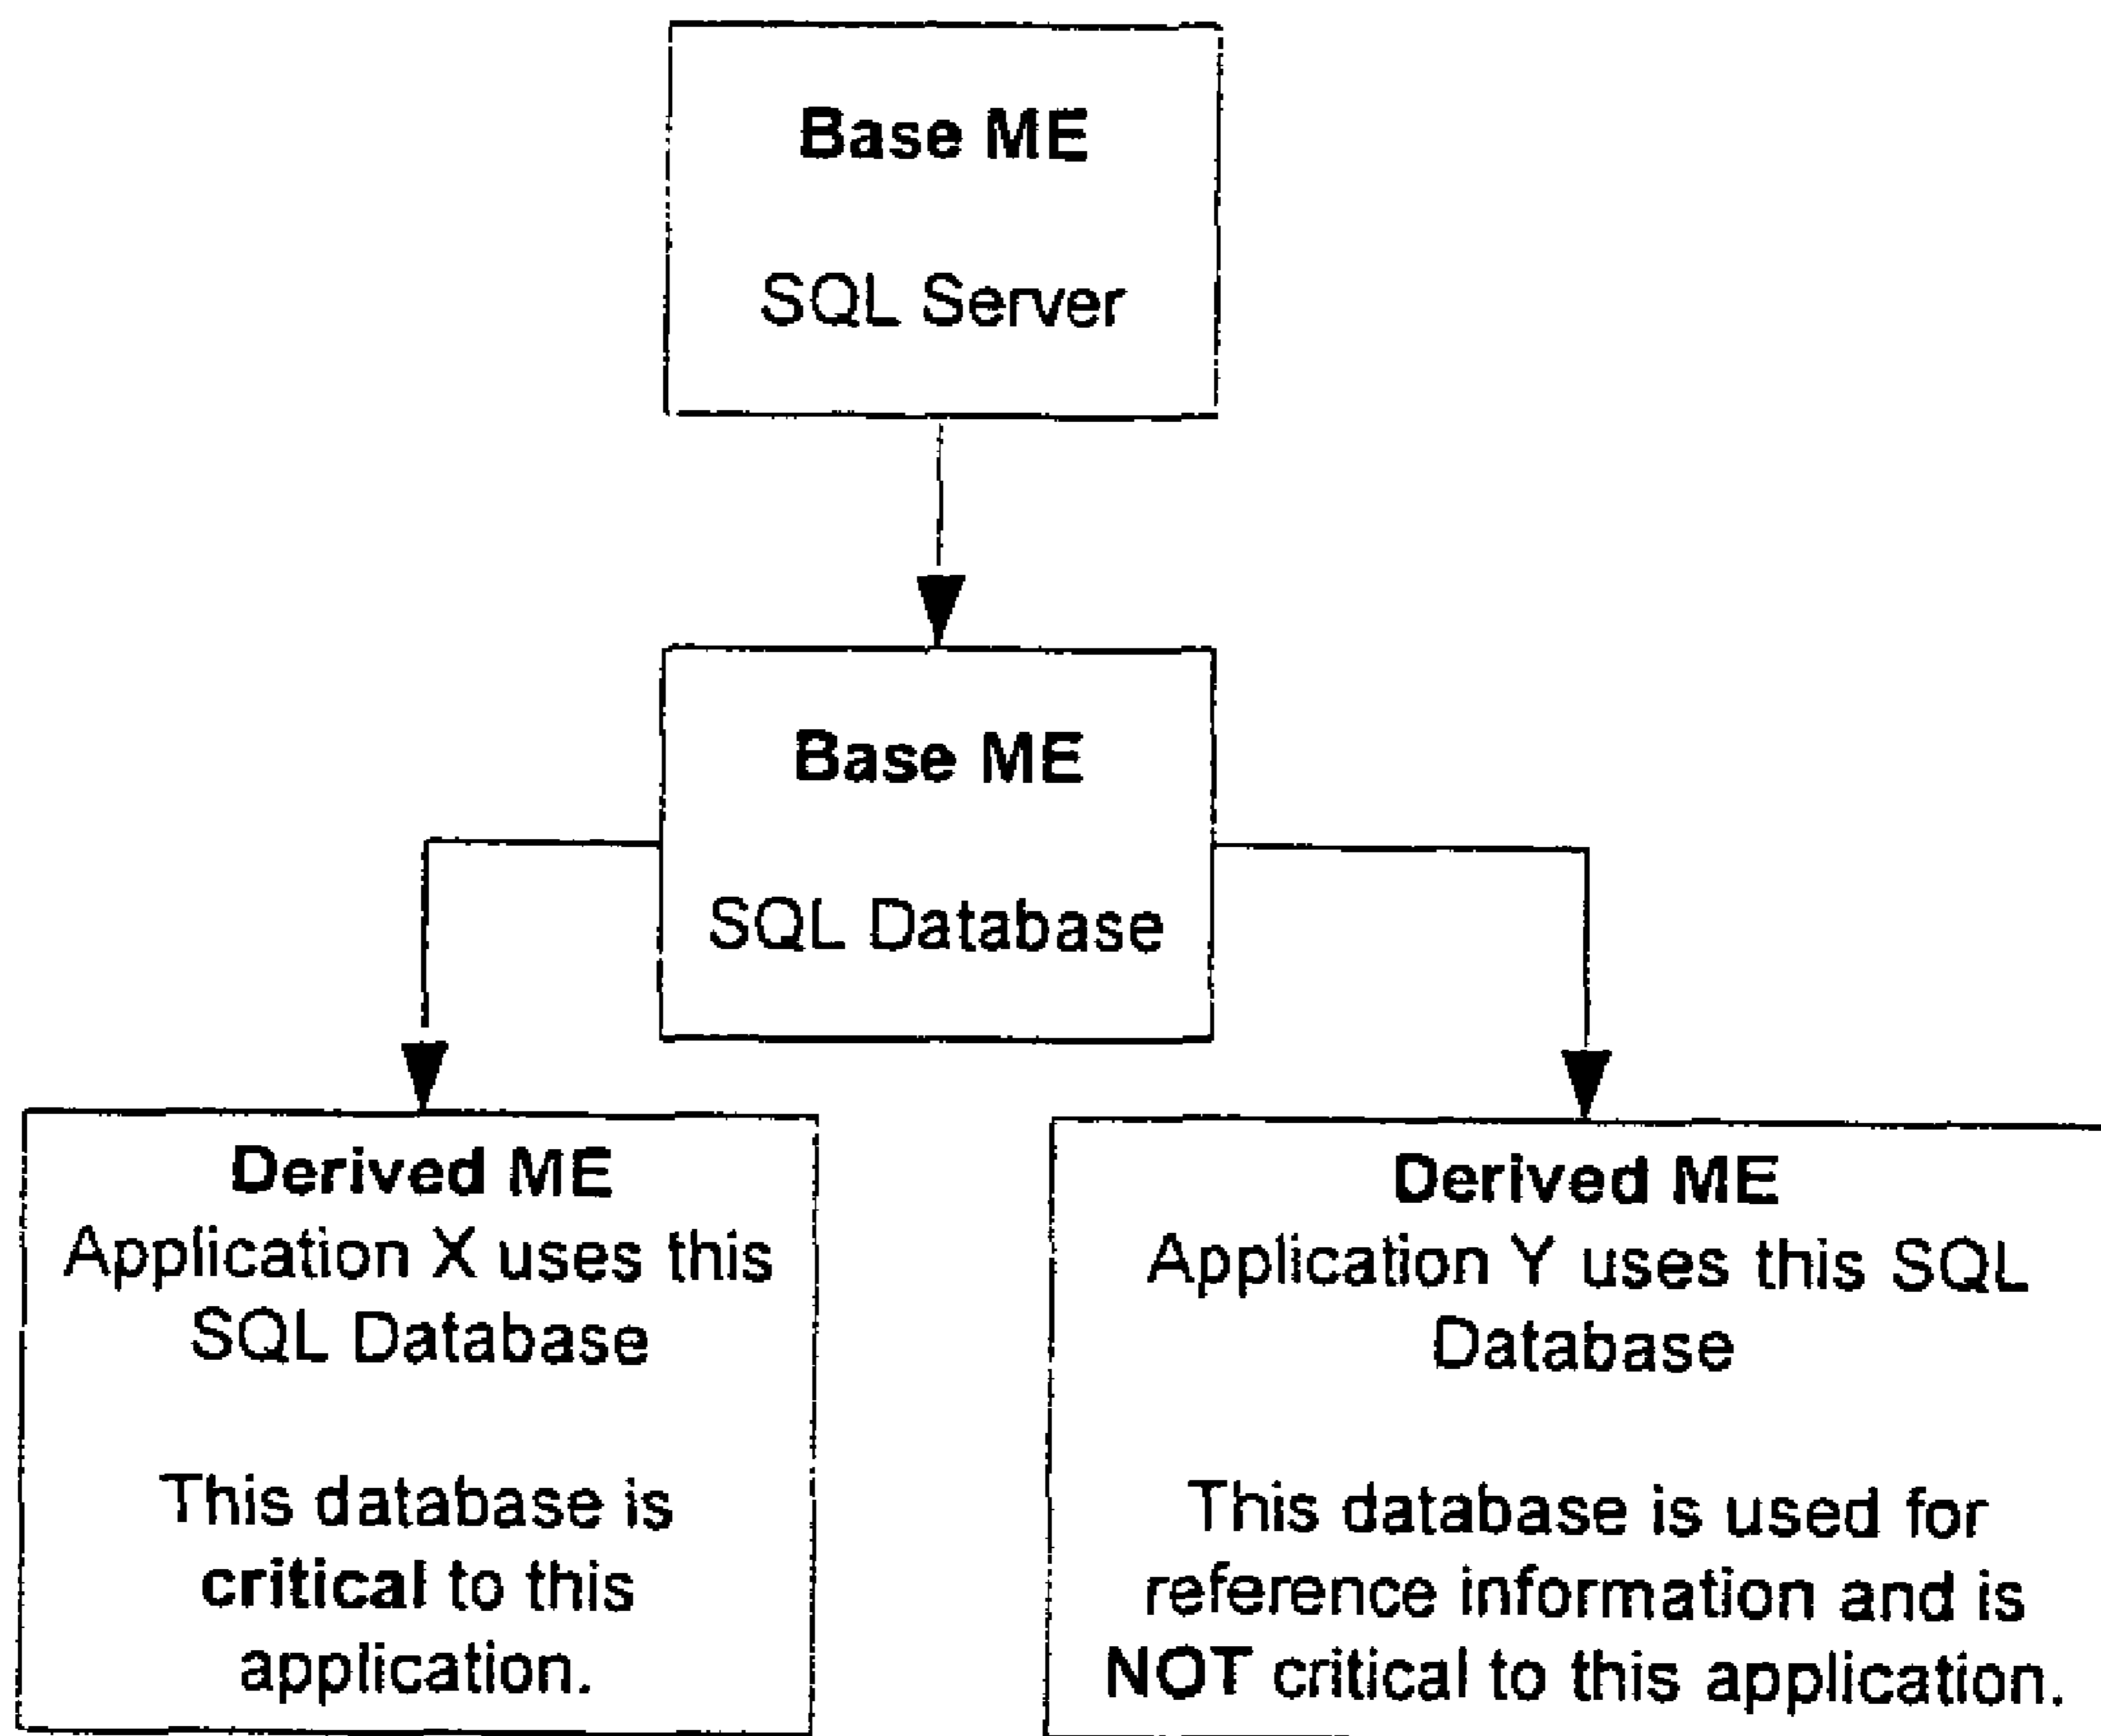 Base ME
SQL Server
Base ME
SQL Database
Derived ME
Application X uses this
SQL Database
This database is
critical to this
application.
Derived ME
Application Y uses this SQL
Database
This database is used for
reference information and is
NOT critical to this application.